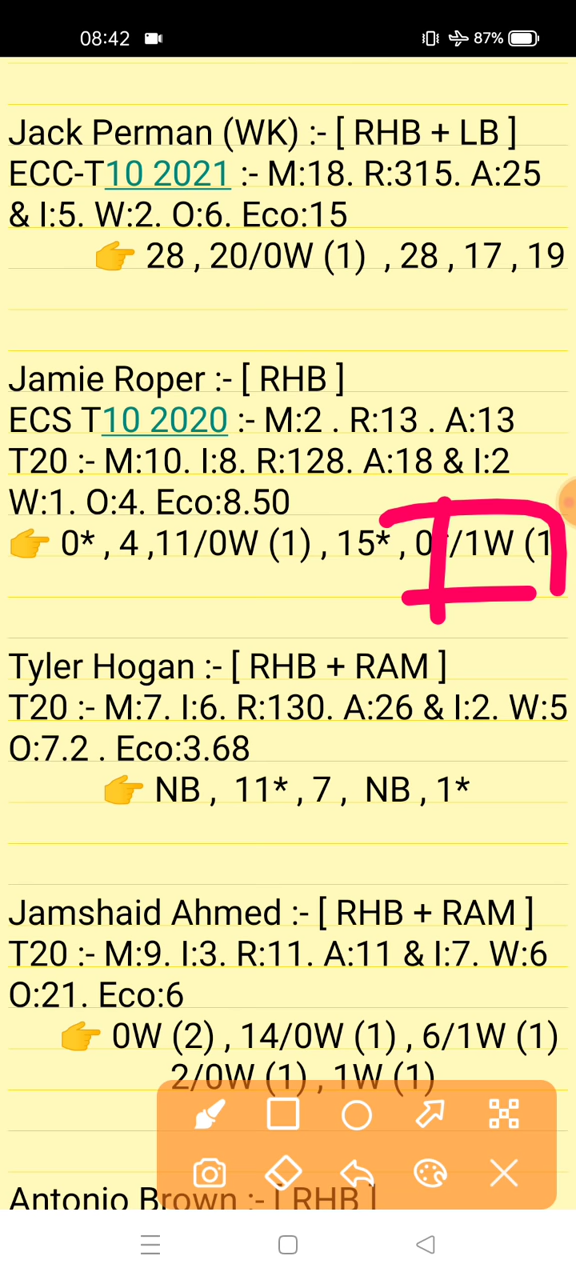 08:42 87%
Jack Perman (WK) :- [ RHB + LB ]
ECC-T10 2021 :- M:18. R:315. A:25
& I:5. W:2. O:6. Eco:15
👉 28 , 20/0W (1) , 28 , 17 , 19
Jamie Roper :- [ RHB ]
ECS T10 2020 :- M:2 . R:13 . A:13
T20 :- M:10. I:8. R:128. A:18 & I:2
W:1. O:4. Eco:8.50
👉 0* , 4 ,11/0W (1) , 15* , 0*/1W (1
Tyler Hogan :- [ RHB + RAM ]
T20 :- M:7. I:6. R:130. A:26 & I:2. W:5
O:7.2 . Eco:3.68
👉 NB , 11* , 7 , NB , 1*
Jamshaid Ahmed :- [ RHB + RAM ]
T20 :- M:9. I:3. R:11. A:11 & I:7. W:6
O:21. Eco:6
👉 0W (2) , 14/0W (1) , 6/1W (1)
2/0W (1) , 1W (1)
Antonio Brown :- [ RHB ]